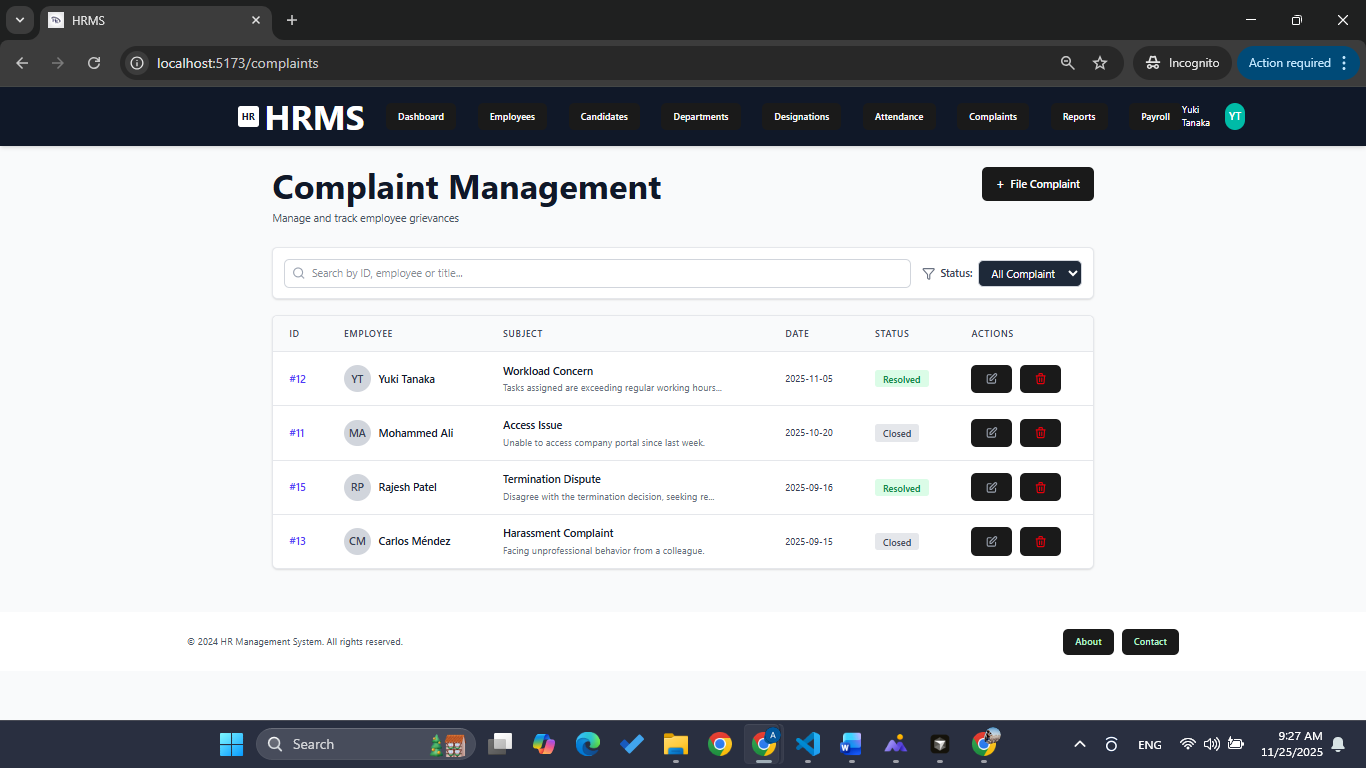 HRMS
localhost:5173/complaints
Incognito
Action required
HR HRMS
Dashboard
Employees
Candidates
Departments
Designations
Attendance
Complaints
Reports
Payroll
Yuki
Tanaka
YT
Complaint Management
Manage and track employee grievances
+ File Complaint
Search by ID, employee or title...
Status:
All Complaint
ID EMPLOYEE SUBJECT DATE STATUS ACTIONS
#12 YT Yuki Tanaka Workload Concern 2025-11-05 Resolved
Tasks assigned are exceeding regular working hours...
#11 MA Mohammed Ali Access Issue 2025-10-20 Closed
Unable to access company portal since last week.
#15 RP Rajesh Patel Termination Dispute 2025-09-16 Resolved
Disagree with the termination decision, seeking re...
#13 CM Carlos Méndez Harassment Complaint 2025-09-15 Closed
Facing unprofessional behavior from a colleague.
© 2024 HR Management System. All rights reserved.
About
Contact
Search
ENG
9:27 AM
11/25/2025